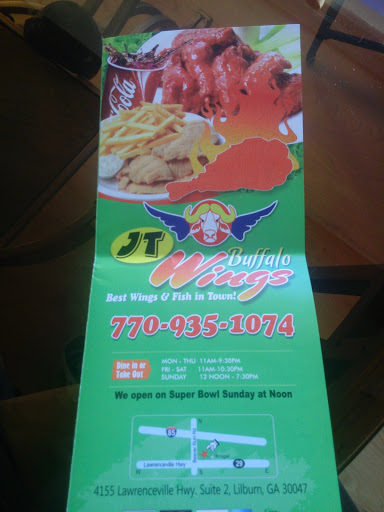 Coca-Cola
JT
Buffalo
Wings
Best Wings & Fish in Town!
770-935-1074
Dine in or
Take Out
MON - THU 11AM-9:30PM
FRI - SAT 11AM-10:30PM
SUNDAY 12 NOON - 7:30PM
We open on Super Bowl Sunday at Noon
N
85
Lawrenceville Hwy
29
N
4155 Lawrenceville Hwy. Suite 2, Lilburn, GA 30047